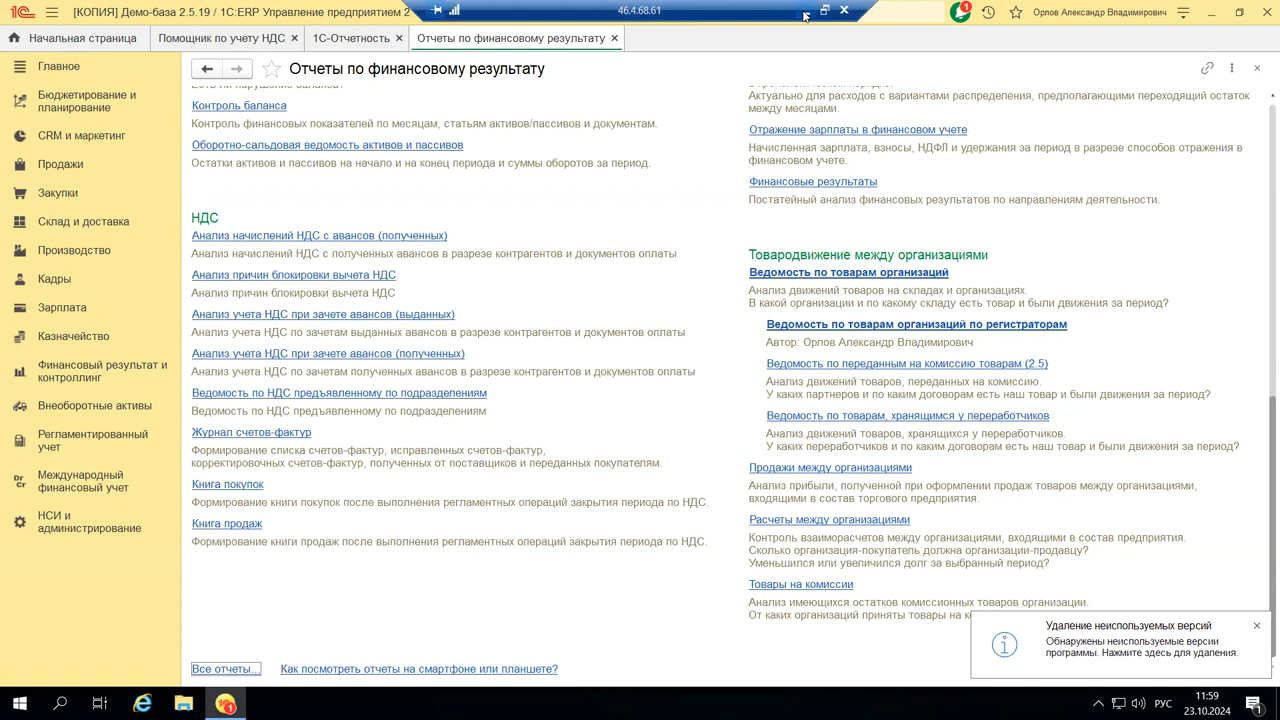 [КОПИЯ] Демо-база 2.5.19 / 1С:ERP Управление предприятием 2
46.4.68.61
1
Орлов Александр Владимирович
Начальная страница
Помощник по учету НДС ×
1С-Отчетность ×
Отчеты по финансовому результату ×
Главное
Бюджетирование и
планирование
CRM и маркетинг
Продажи
Закупки
Склад и доставка
Производство
Кадры
Зарплата
Казначейство
Финансовый результат и
контроллинг
Внеоборотные активы
Регламентированный
учет
Dr
Cr
Международный
финансовый учет
НСИ и
администрирование
Отчеты по финансовому результату
Есть ли нарушение баланса?
Контроль баланса
Контроль финансовых показателей по месяцам, статьям активов/пассивов и документам.
Оборотно-сальдовая ведомость активов и пассивов
Остатки активов и пассивов на начало и на конец периода и суммы оборотов за период.
НДС
Анализ начислений НДС с авансов (полученных)
Анализ начислений НДС с полученных авансов в разрезе контрагентов и документов оплаты
Анализ причин блокировки вычета НДС
Анализ причин блокировки вычета НДС
Анализ учета НДС при зачете авансов (выданных)
Анализ учета НДС по зачетам выданных авансов в разрезе контрагентов и документов оплаты
Анализ учета НДС при зачете авансов (полученных)
Анализ учета НДС по зачетам полученных авансов в разрезе контрагентов и документов оплаты
Ведомость по НДС предъявленному по подразделениям
Ведомость по НДС предъявленному по подразделениям
Журнал счетов-фактур
Формирование списка счетов-фактур, исправленных счетов-фактур,
корректировочных счетов-фактур, полученных от поставщиков и переданных покупателям.
Книга покупок
Формирование книги покупок после выполнения регламентных операций закрытия периода по НДС.
Книга продаж
Формирование книги продаж после выполнения регламентных операций закрытия периода по НДС.
Все отчеты...
Как посмотреть отчеты на смартфоне или планшете?
Актуально для расходов с вариантами распределения, предполагающими переходящий остаток
между месяцами.
Отражение зарплаты в финансовом учете
Начисленная зарплата, взносы, НДФЛ и удержания за период в разрезе способов отражения в
финансовом учете.
Финансовые результаты
Постатейный анализ финансовых результатов по направлениям деятельности.
Товародвижение между организациями
Ведомость по товарам организаций
Анализ движений товаров на складах и организациях.
В какой организации и по какому складу есть товар и были движения за период?
Ведомость по товарам организаций по регистраторам
Автор: Орлов Александр Владимирович
Ведомость по переданным на комиссию товарам (2.5)
Анализ движений товаров, переданных на комиссию.
У каких партнеров и по каким договорам есть наш товар и были движения за период?
Ведомость по товарам, хранящимся у переработчиков
Анализ движений товаров, хранящихся у переработчиков.
У каких переработчиков и по каким договорам есть наш товар и были движения за период?
Продажи между организациями
Анализ прибыли, полученной при оформлении продаж товаров между организациями,
входящими в состав торгового предприятия.
Расчеты между организациями
Контроль взаиморасчетов между организациями, входящими в состав предприятия.
Сколько организация-покупатель должна организации-продавцу?
Уменьшился или увеличился долг за выбранный период?
Товары на комиссии
Анализ имеющихся остатков комиссионных товаров организации.
От каких организаций приняты товары на
Удаление неиспользуемых версий
Обнаружены неиспользуемые версии
программы. Нажмите здесь для удаления.
1
РУС
11:59
23.10.2024
1